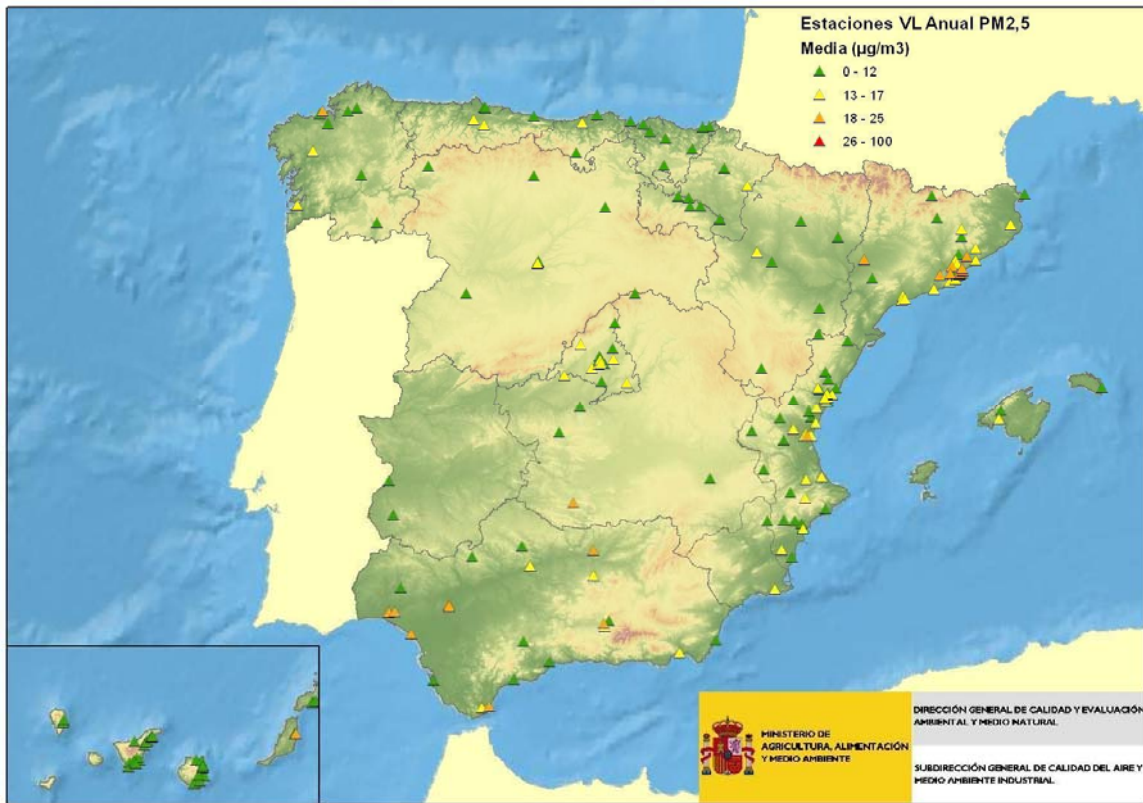 Estaciones VL Anual PM2,5
Media (µg/m3)
0 - 12
13 - 17
18 - 25
26 - 100
MINISTERIO DE
AGRICULTURA, ALIMENTACIÓN
Y MEDIO AMBIENTE
DIRECCIÓN GENERAL DE CALIDAD Y EVALUACIÓN
AMBIENTAL Y MEDIO NATURAL
SUBDIRECCIÓN GENERAL DE CALIDAD DEL AIRE Y
MEDIO AMBIENTE INDUSTRIAL